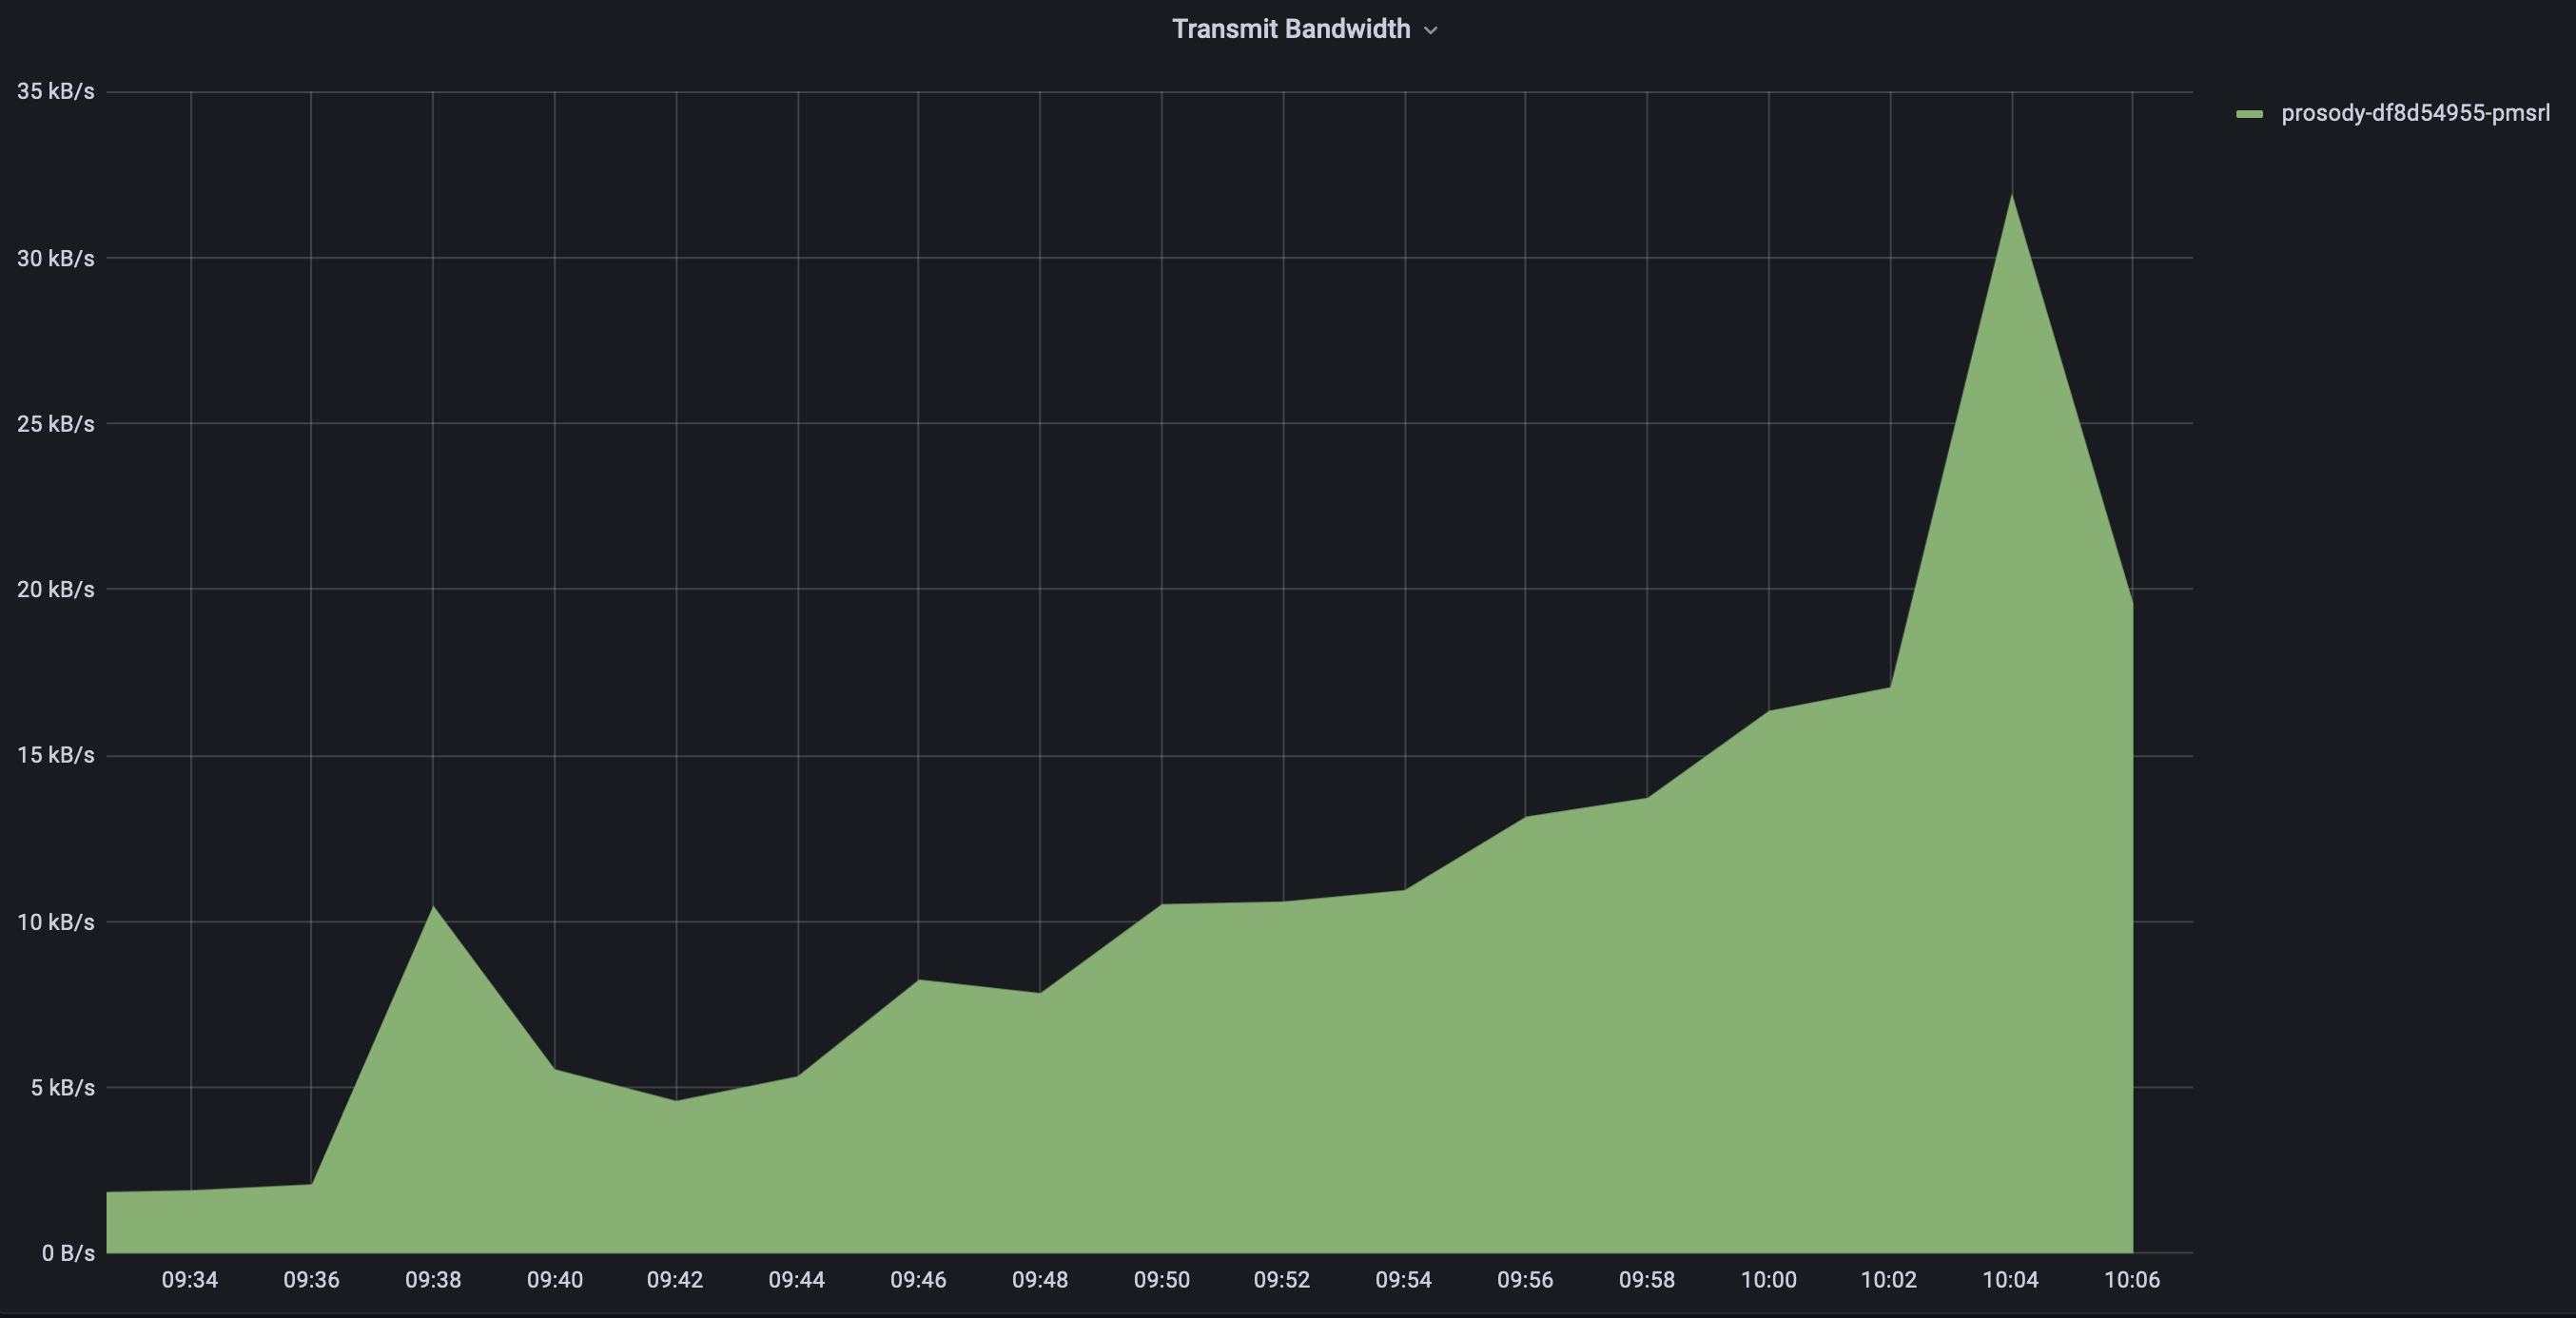 Transmit Bandwidth
35 kB/s
prosody-df8d54955-pmsrl
30 kB/s
25 kB/s
20 kB/s
15 kB/s
10 kB/s
5 kB/s
0 B/s
09:34 09:36 09:38 09:40 09:42 09:44 09:46 09:48 09:50 09:52 09:54 09:56 09:58 10:00 10:02 10:04 10:06